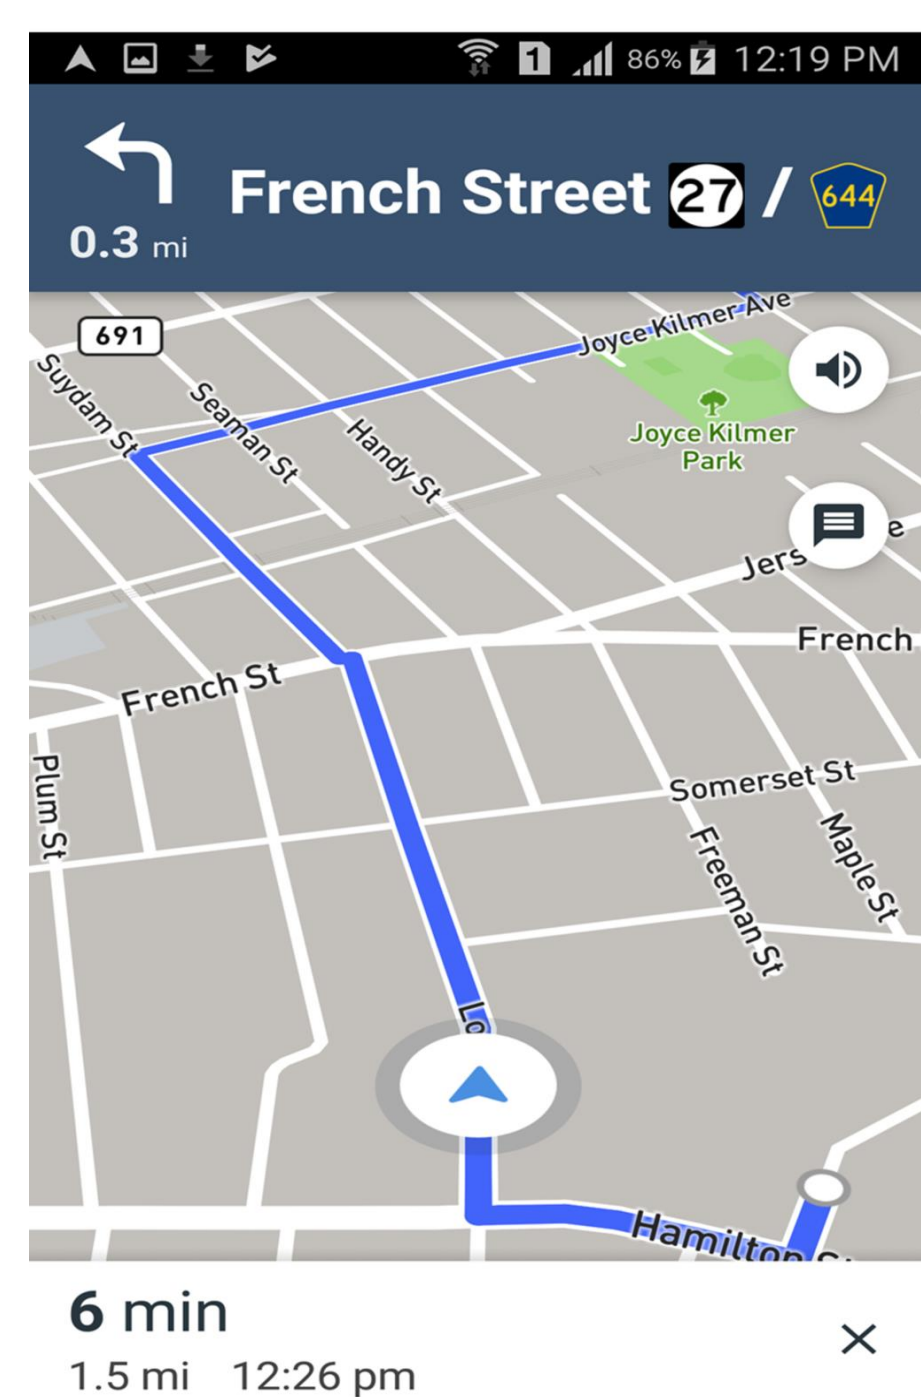 1 86% 12:19 PM
French Street 27 / 644
0.3 mi
Joyce Kilmer Ave
691
Suydam St
Seaman St
Handy St
Joyce Kilmer
Park
French
French St
Somerset St
Plum St
Maple St
Freeman St
Hamilton
6 min
1.5 mi 12:26 pm